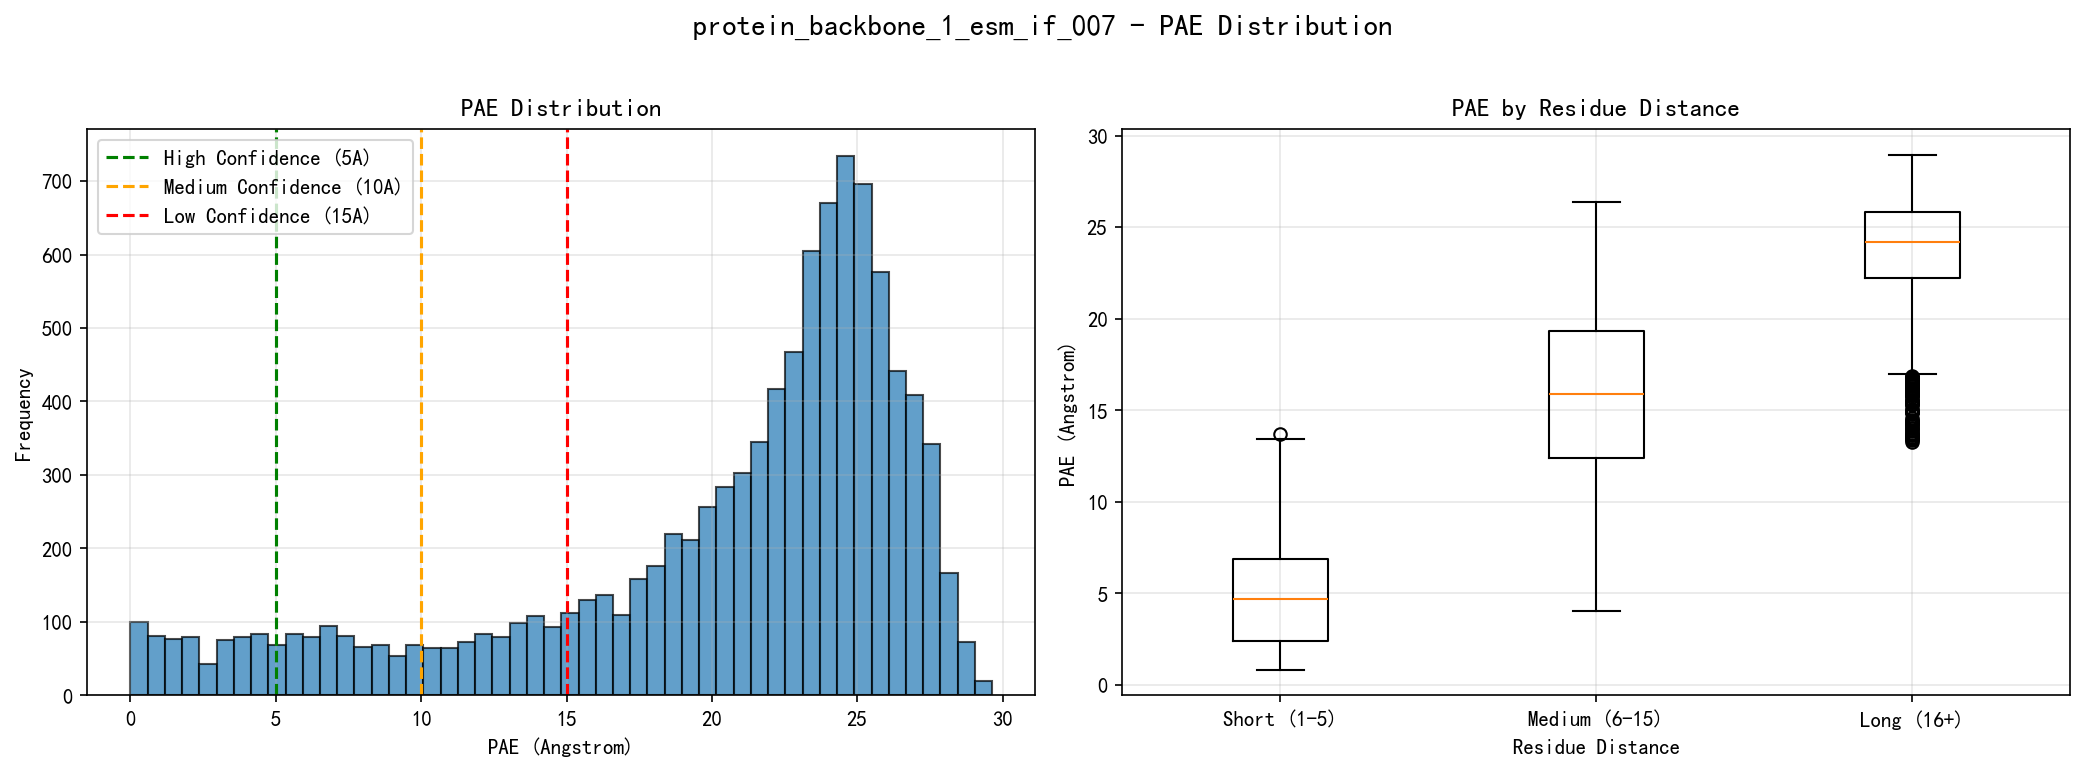 protein_backbone_1_esm_if_007 - PAE Distribution
PAE Distribution
High Confidence (5A)
Medium Confidence (10A)
Low Confidence (15A)
Frequency
700
600
500
400
300
200
100
0
0 5 10 15 20 25 30
PAE (Angstrom)
PAE by Residue Distance
PAE (Angstrom)
30
25
20
15
10
5
0
Short (1-5) Medium (6-15) Long (16+)
Residue Distance